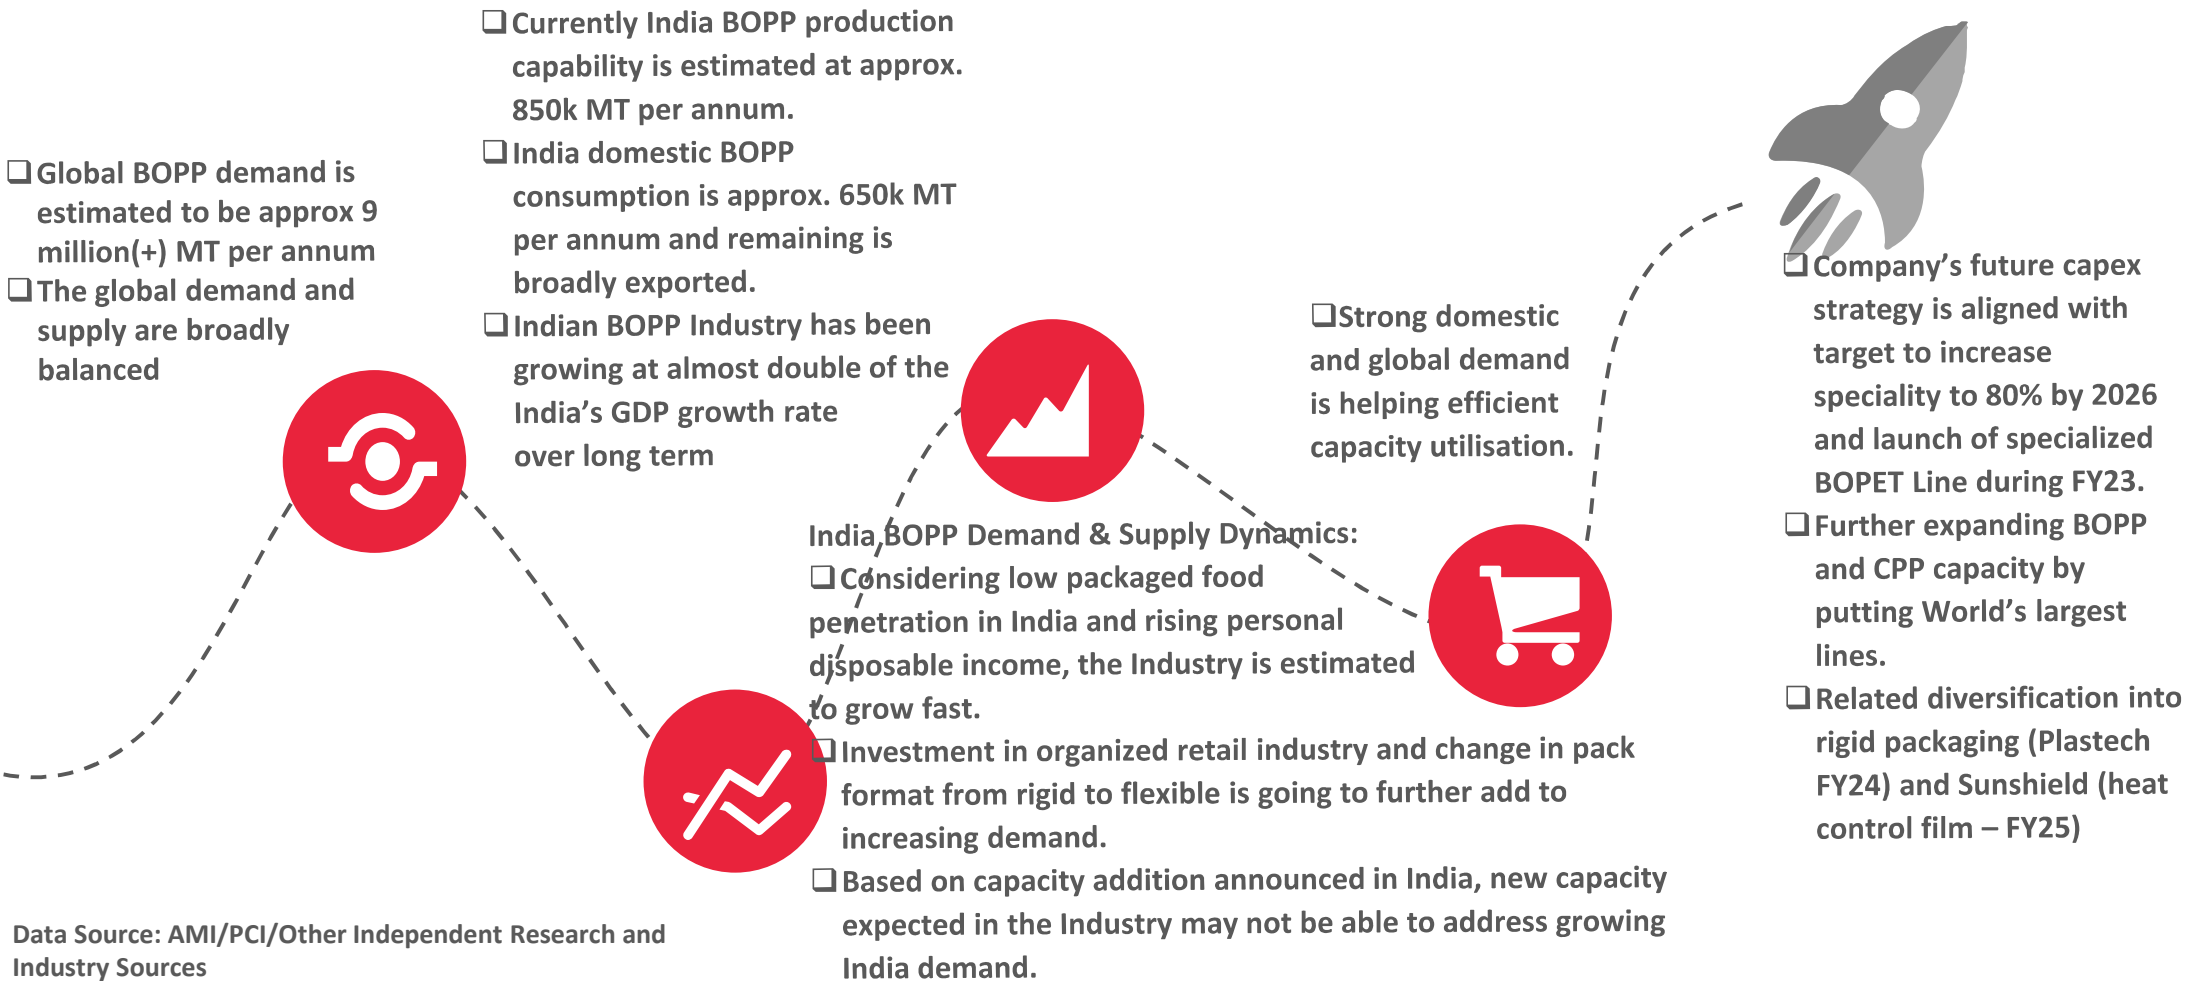 ❑Global BOPP demand is
estimated to be approx 9
million(+) MT per annum
❑The global demand and
supply are broadly
balanced
❑Currently India BOPP production
capability is estimated at approx.
850k MT per annum.
❑India domestic BOPP
consumption is approx. 650k MT
per annum and remaining is
broadly exported.
❑Indian BOPP Industry has been
growing at almost double of the
India’s GDP growth rate
over long term
India BOPP Demand & Supply Dynamics:
❑Considering low packaged food
penetration in India and rising personal
disposable income, the Industry is estimated
to grow fast.
❑Investment in organized retail industry and change in pack
format from rigid to flexible is going to further add to
increasing demand.
❑Based on capacity addition announced in India, new capacity
expected in the Industry may not be able to address growing
India demand.
❑Strong domestic
and global demand
is helping efficient
capacity utilisation.
❑Company’s future capex
strategy is aligned with
target to increase
speciality to 80% by 2026
and launch of specialized
BOPET Line during FY23.
❑Further expanding BOPP
and CPP capacity by
putting World’s largest
lines.
❑Related diversification into
rigid packaging (Plastech
FY24) and Sunshield (heat
control film – FY25)
Data Source: AMI/PCI/Other Independent Research and
Industry Sources